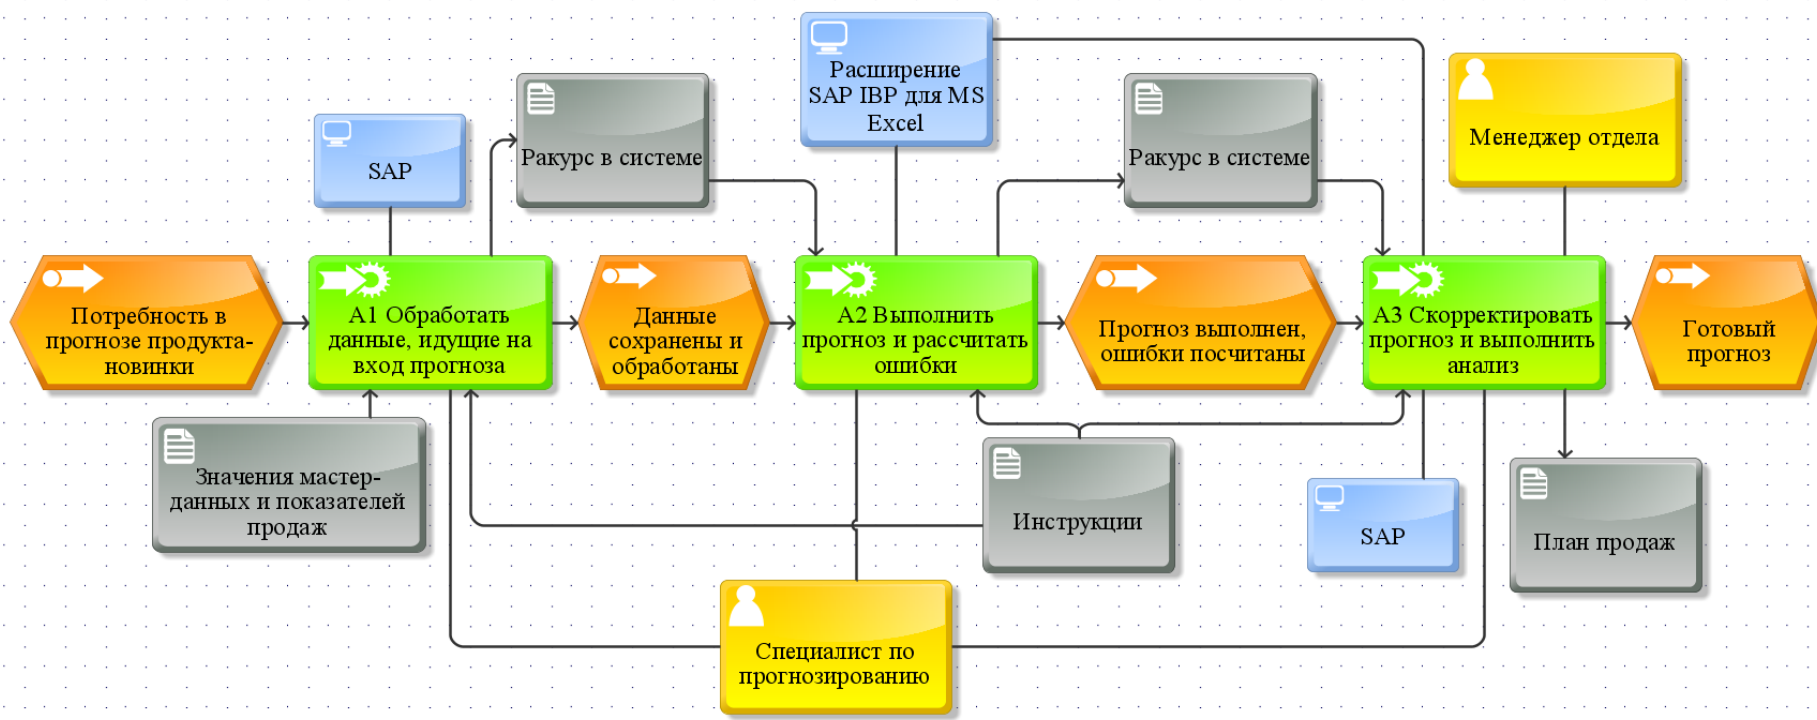 Расширение
SAP IBP для MS
Excel
Менеджер отдела
SAP
Ракурс в системе
Ракурс в системе
Потребность в
прогнозе продукта-
новинки
А1 Обработать
данные, идущие на
вход прогноза
Данные
сохранены и
обработаны
А2 Выполнить
прогноз и рассчитать
ошибки
Прогноз выполнен,
ошибки посчитаны
А3 Скорректировать
прогноз и выполнить
анализ
Готовый
прогноз
Значения мастер-
данных и показателей
продаж
Инструкции
SAP
План продаж
Специалист по
прогнозированию